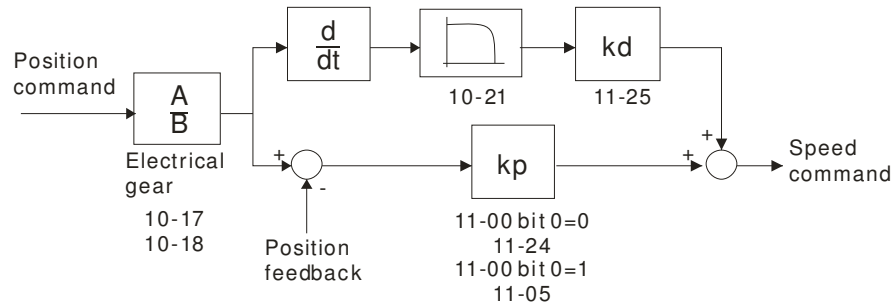 d
dt
kd
10-21
11-25
Position
command
A
B
Electrical
gear
10-17
10-18
+
-
Position
feedback
kp
11-00 bit 0=0
11-24
11-00 bit 0=1
11-05
+
+
Speed
command